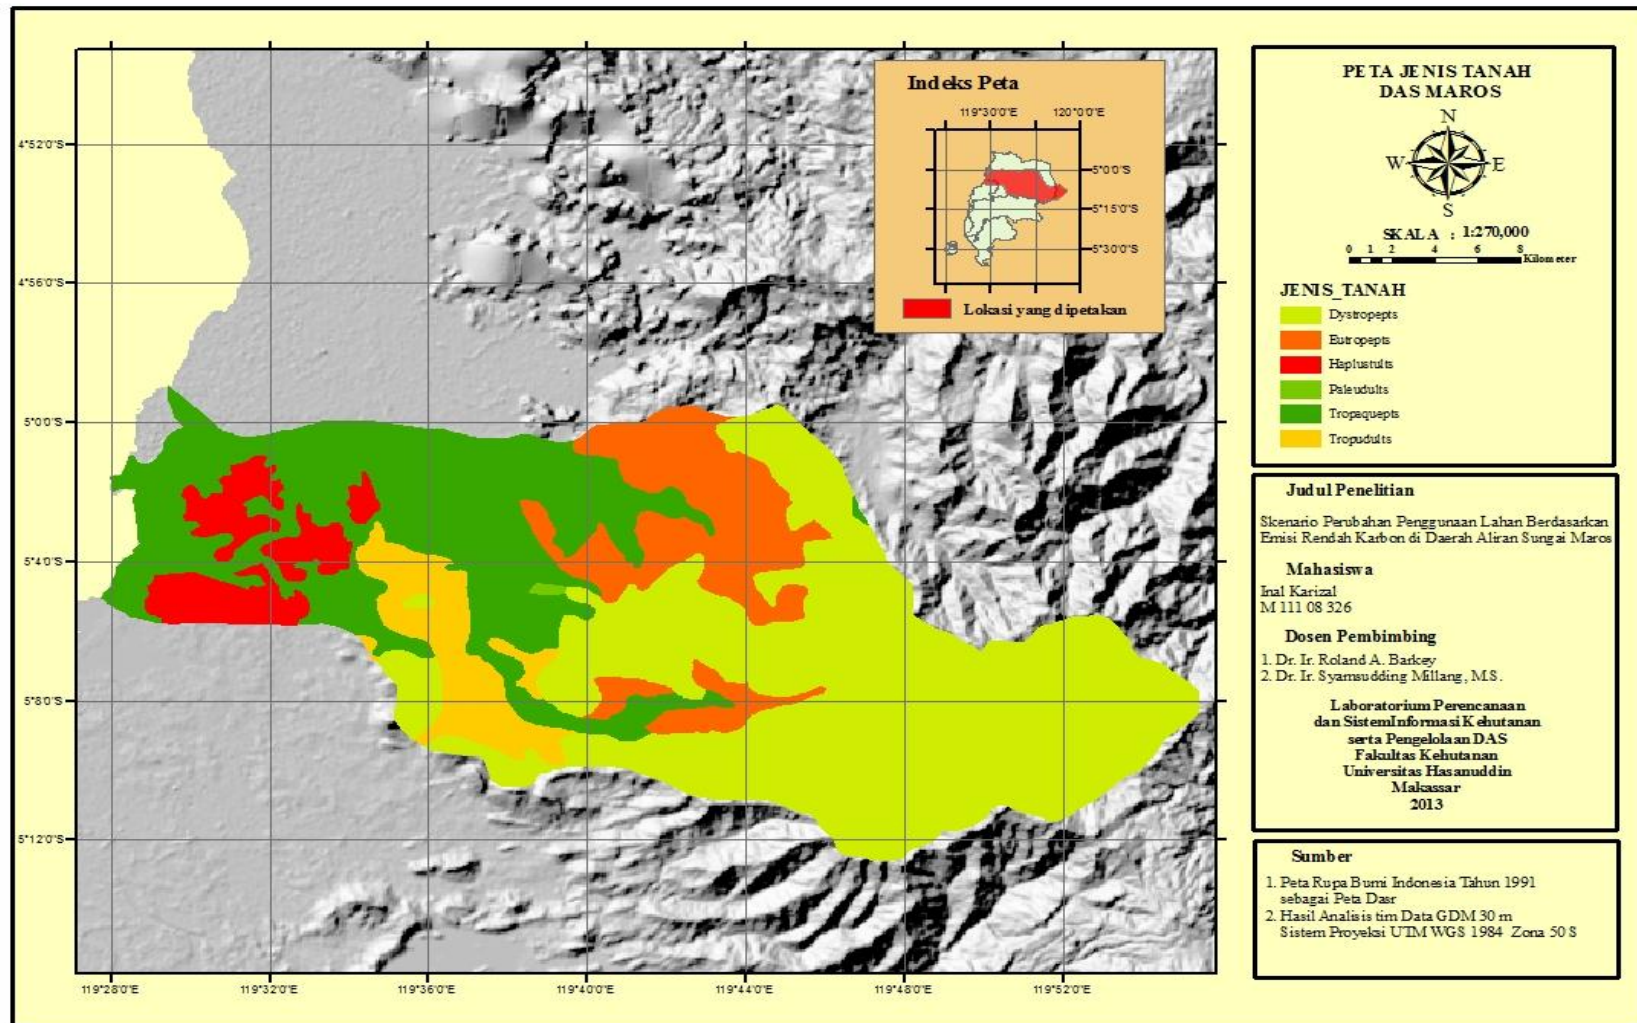 Indeks Peta
119°30'0"E
120°0'0"E
5°0'0"S
5°15'0"S
5°30'0"S
Lokasi yang dipetakan
4°52'0"S
4°56'0"S
5°0'0"S
5°4'0"S
5°8'0"S
5°12'0"S
119°28'0"E
119°32'0"E
119°36'0"E
119°40'0"E
119°44'0"E
119°48'0"E
119°52'0"E
PETA JENIS TANAH
DAS MAROS
N
W
E
S
SKALA : 1:270,000
0 1 2 4 6 8
Kilometer
JENIS_TANAH
Dystropepts
Eutropepts
Haplustults
Paleudults
Tropaquepts
Tropudults
Judul Penelitian
Skenario Perubahan Penggunaan Lahan Berdasarkan
Emisi Rendah Karbon di Daerah Aliran Sungai Maros
Mahasiswa
Inal Karizal
M 111 08 326
Dosen Pembimbing
1. Dr. Ir. Roland A. Barkey
2. Dr. Ir. Syamsudding Millang, M.S.
Laboratorium Perencanaan
dan SistemInformasi Kehutanan
serta Pengelolaan DAS
Fakultas Kehutanan
Universitas Hasanuddin
Makassar
2013
Sumber
1. Peta Rupa Bumi Indonesia Tahun 1991
sebagai Peta Dasr
2. Hasil Analisis tim Data GDM 30 m
Sistem Proyeksi UTM WGS 1984 Zona 50 S